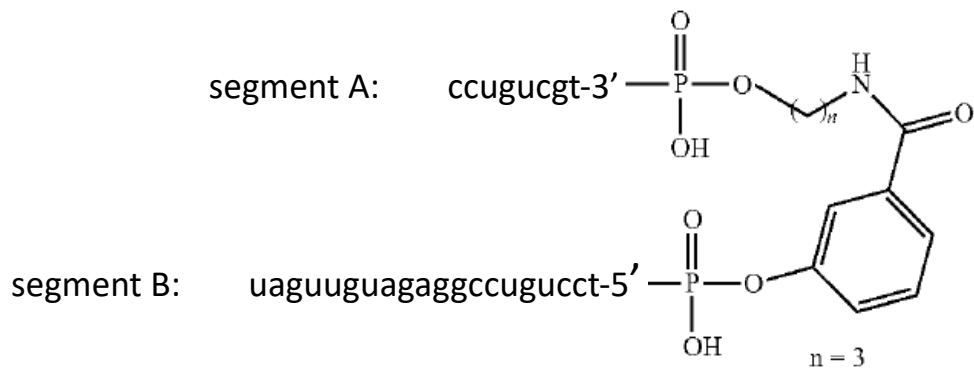 O
H
segment A: ccugucgt-3’ P O N
( )n O
OH
O
segment B: uaguuguagaggccugucct-5’ P O
OH
n = 3